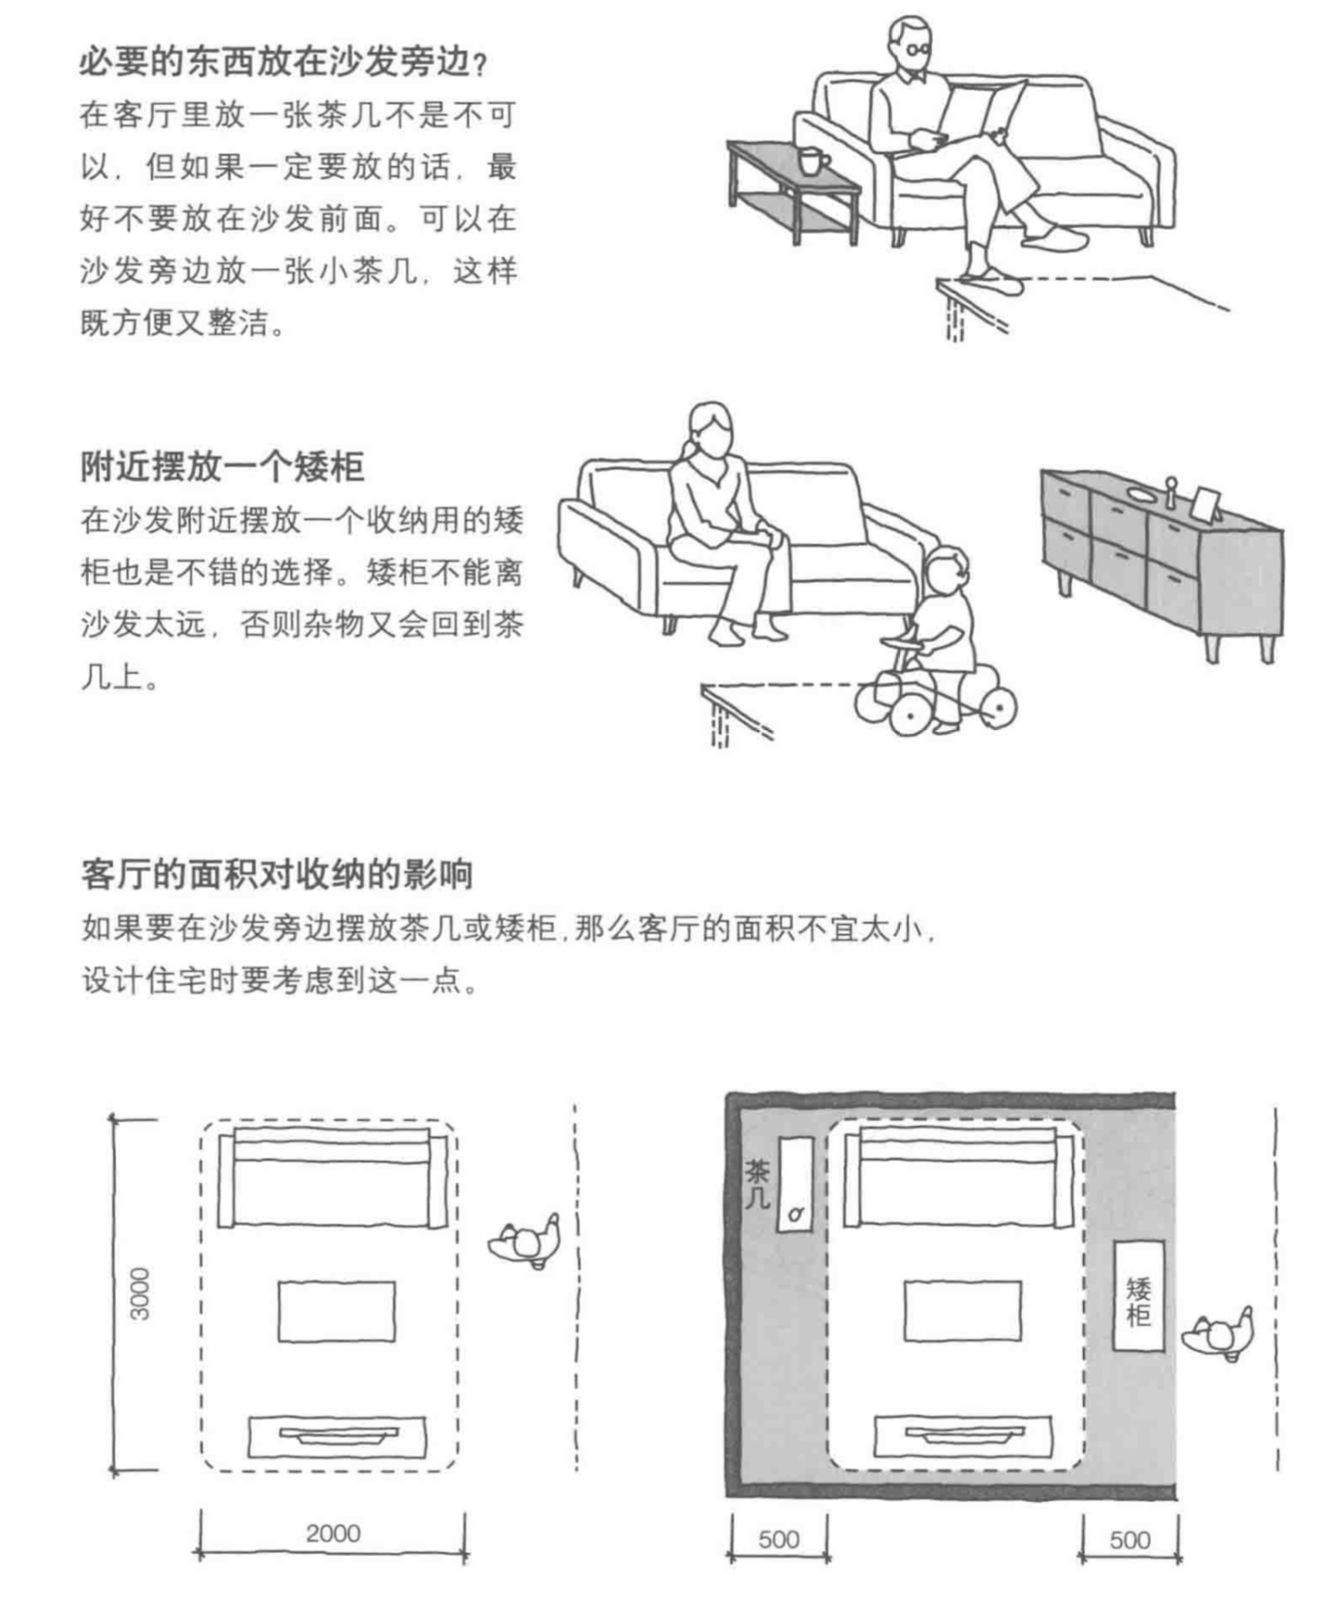 必要的东西放在沙发旁边?
在客厅里放一张茶几不是不可
以，但如果一定要放的话，最
好不要放在沙发前面。可以在
沙发旁边放一张小茶几，这样
既方便又整洁。
附近摆放一个矮柜
在沙发附近摆放一个收纳用的矮
柜也是不错的选择。矮柜不能离
沙发太远，否则杂物又会回到茶
几上。
客厅的面积对收纳的影响
如果要在沙发旁边摆放茶几或矮柜，那么客厅的面积不宜太小，
设计住宅时要考虑到这一点。
3000
2000
茶几
矮柜
500
500